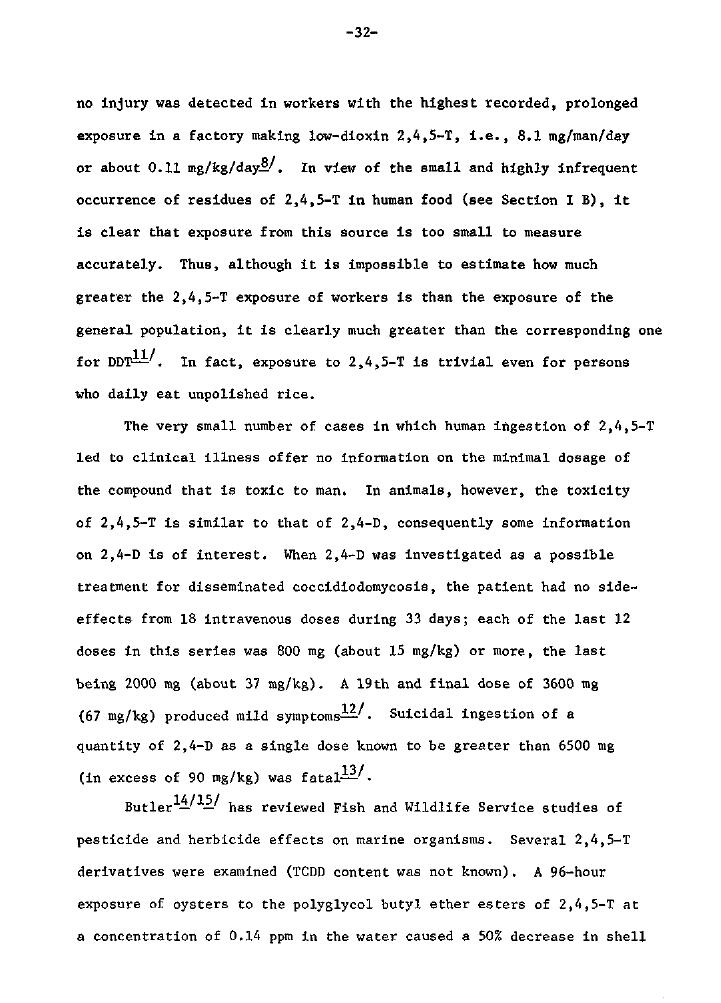 -32-
no injury was detected in workers with the highest recorded, prolonged
exposure in a factory making low-dioxin 2,4,5-T, i.e., 8.1 mg/man/day
or about 0.11 mg/kg/day8/. In view of the small and highly infrequent
occurrence of residues of 2,4,5-T in human food (see Section I B), it
is clear that exposure from this source is too small to measure
accurately. Thus, although it is impossible to estimate how much
greater the 2,4,5-T exposure of workers is than the exposure of the
general population, it is clearly much greater than the corresponding one
for DDT11/. In fact, exposure to 2,4,5-T is trivial even for persons
who daily eat unpolished rice.
The very small number of cases in which human ingestion of 2,4,5-T
led to clinical illness offer no information on the minimal dosage of
the compound that is toxic to man. In animals, however, the toxicity
of 2,4,5-T is similar to that of 2,4-D, consequently some information
on 2,4-D is of interest. When 2,4-D was investigated as a possible
treatment for disseminated coccidiodomycosis, the patient had no side-
effects from 18 intravenous doses during 33 days; each of the last 12
doses in this series was 800 mg (about 15 mg/kg) or more, the last
being 2000 mg (about 37 mg/kg). A 19th and final dose of 3600 mg
(67 mg/kg) produced mild symptoms12/. Suicidal ingestion of a
quantity of 2,4-D as a single dose known to be greater than 6500 mg
(in excess of 90 mg/kg) was fatal13/.
Butler14/15/ has reviewed Fish and Wildlife Service studies of
pesticide and herbicide effects on marine organisms. Several 2,4,5-T
derivatives were examined (TCDD content was not known). A 96-hour
exposure of oysters to the polyglycol butyl ether esters of 2,4,5-T at
a concentration of 0.14 ppm in the water caused a 50% decrease in shell